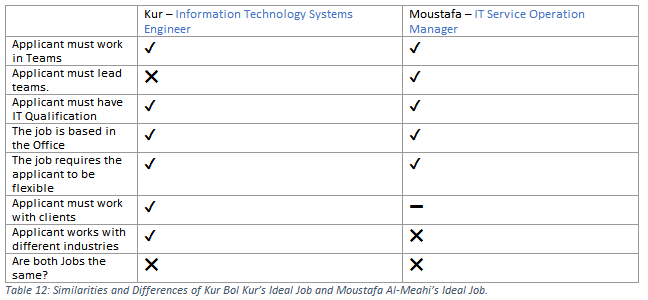 Kur – Information Technology Systems
Engineer
Moustafa – IT Service Operation
Manager
Applicant must work
in Teams
✓
✓
Applicant must lead
teams.
✗
✓
Applicant must have
IT Qualification
✓
✓
The job is based in
the Office
✓
✓
The job requires the
applicant to be
flexible
✓
✓
Applicant must work
with clients
✓
–
Applicant works with
different industries
✓
✗
Are both Jobs the
same?
✗
✗
Table 12: Similarities and Differences of Kur Bol Kur's Ideal Job and Moustafa Al-Meahi's Ideal Job.